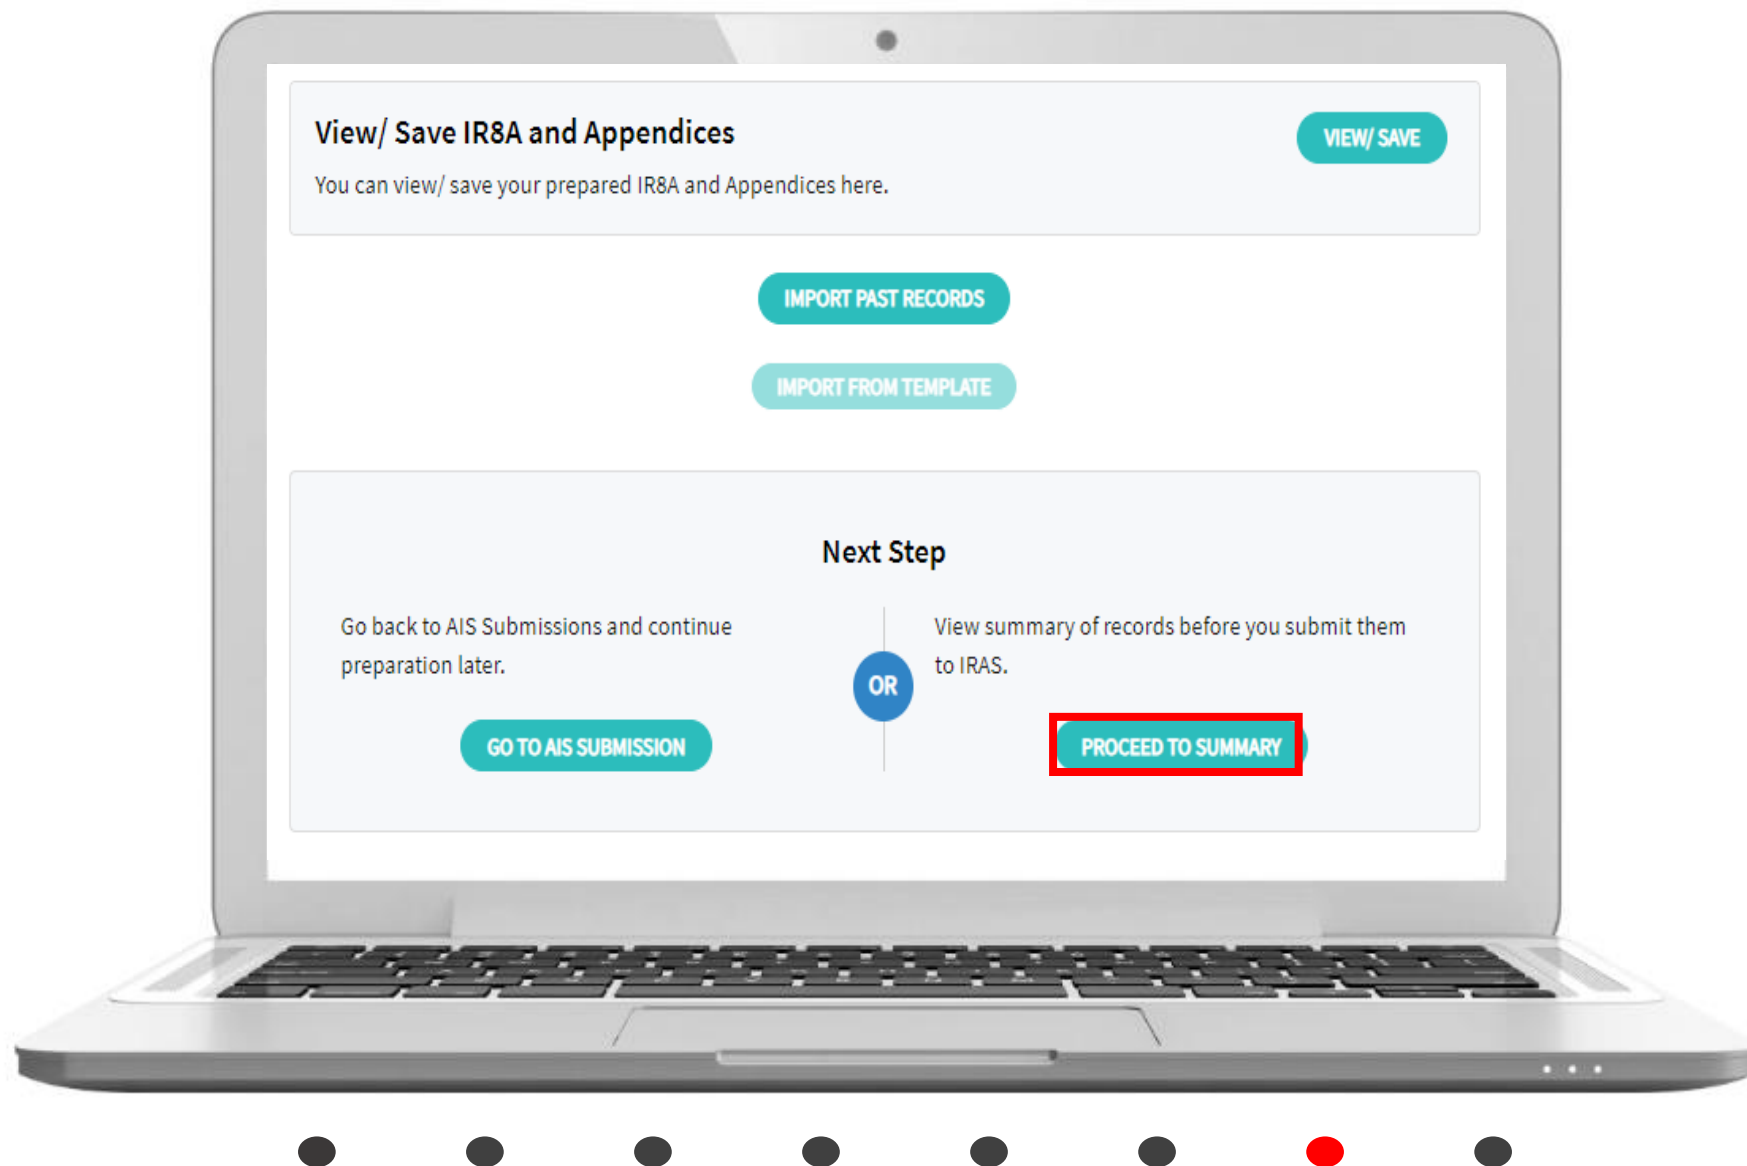 View/ Save IR8A and Appendices
VIEW/ SAVE
You can view/ save your prepared IR8A and Appendices here.
IMPORT PAST RECORDS
IMPORT FROM TEMPLATE
Next Step
Go back to AIS Submissions and continue
preparation later.
OR
View summary of records before you submit them
to IRAS.
GO TO AIS SUBMISSION
PROCEED TO SUMMARY